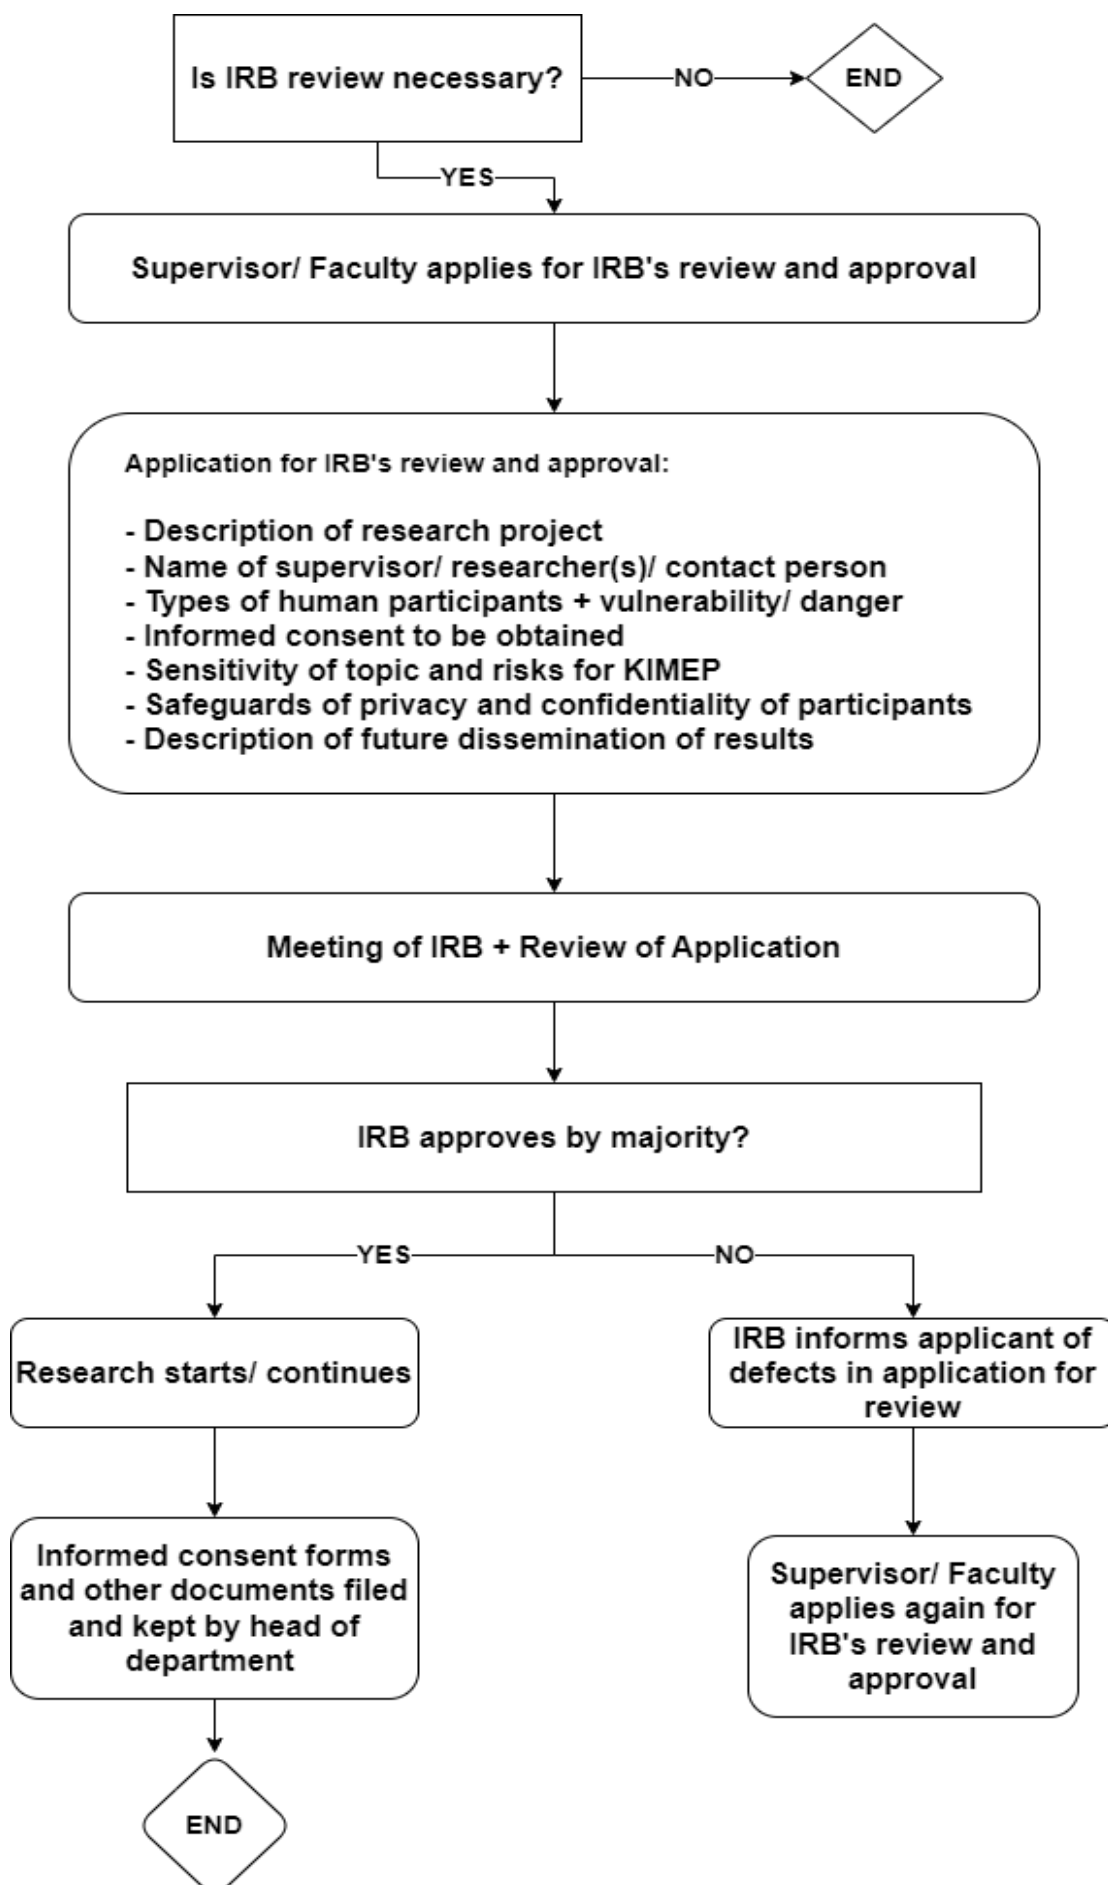 Is IRB review necessary?
NO
END
YES
Supervisor/ Faculty applies for IRB's review and approval
Application for IRB's review and approval:
- Description of research project
- Name of supervisor/ researcher(s)/ contact person
- Types of human participants + vulnerability/ danger
- Informed consent to be obtained
- Sensitivity of topic and risks for KIMEP
- Safeguards of privacy and confidentiality of participants
- Description of future dissemination of results
Meeting of IRB + Review of Application
IRB approves by majority?
YES
NO
Research starts/ continues
IRB informs applicant of
defects in application for
review
Informed consent forms
and other documents filed
and kept by head of
department
Supervisor/ Faculty
applies again for
IRB's review and
approval
END